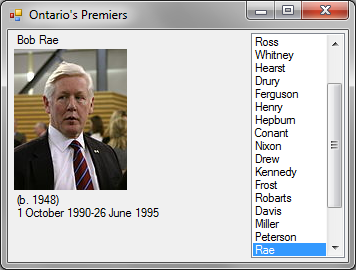 Ontario's Premiers
Bob Rae
(b. 1948)
1 October 1990-26 June 1995
Ross
Whitney
Hearst
Drury
Ferguson
Henry
Hepburn
Conant
Nixon
Drew
Kennedy
Frost
Robarts
Davis
Miller
Peterson
Rae